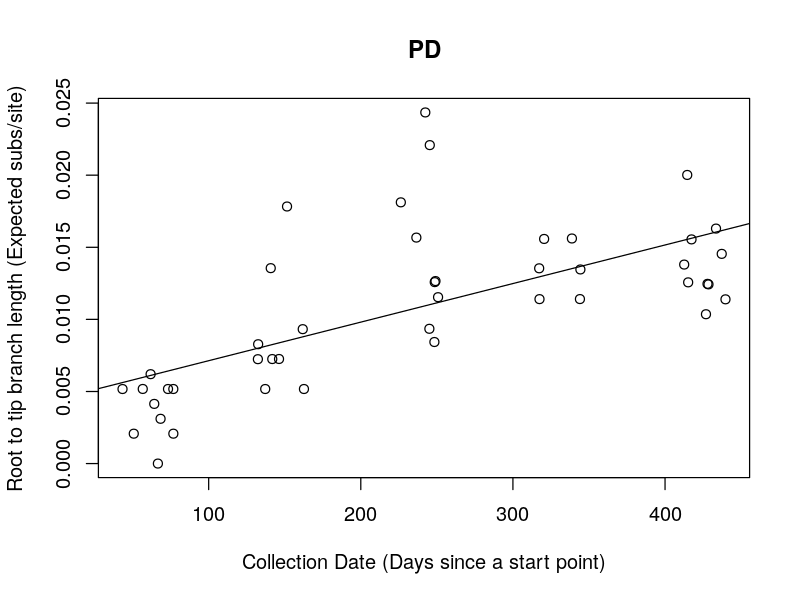 PD
Root to tip branch length (Expected subs/site)
0.025
0.020
0.015
0.010
0.005
0.000
100 200 300 400
Collection Date (Days since a start point)